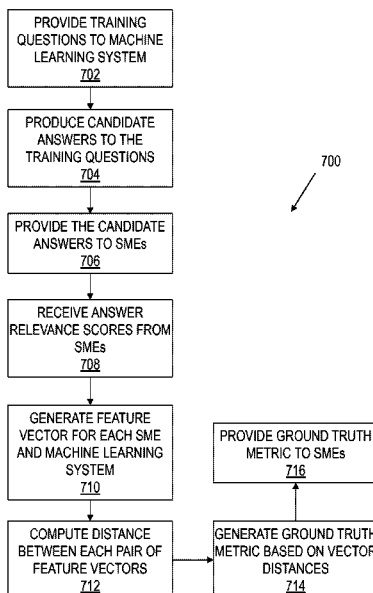 PROVIDE TRAINING
QUESTIONS TO MACHINE
LEARNING SYSTEM
702
PRODUCE CANDIDATE
ANSWERS TO THE
TRAINING QUESTIONS
704
700
PROVIDE THE CANDIDATE
ANSWERS TO SMEs
706
RECEIVE ANSWER
RELEVANCE SCORES FROM
SMEs
708
GENERATE FEATURE
VECTOR FOR EACH SME
AND MACHINE LEARNING
SYSTEM
710
COMPUTE DISTANCE
BETWEEN EACH PAIR OF
FEATURE VECTORS
712
GENERATE GROUND TRUTH
METRIC BASED ON VECTOR
DISTANCES
714
PROVIDE GROUND TRUTH
METRIC TO SMEs
716